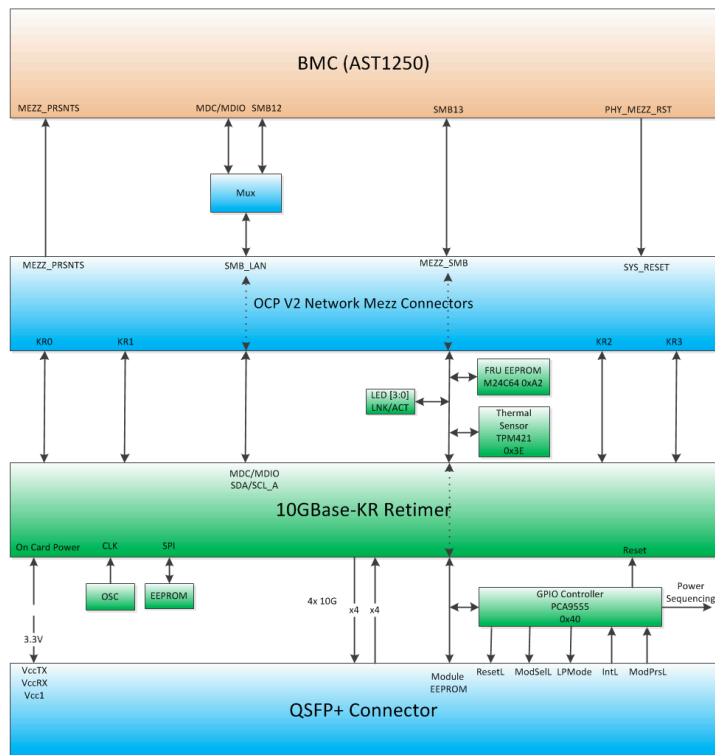 BMC (AST1250)
MEZZ_PRSNTS
MDC/MDIO
SMB12
SMB13
PHY_MEZZ_RST
Mux
MEZZ_PRSNTS
SMB_LAN
MEZZ_SMB
SYS_RESET
OCP V2 Network Mezz Connectors
KR0
KR1
KR2
KR3
FRU EEPROM
M24C64 0xA2
LED [3:0]
LNK/ACT
Thermal
Sensor
TPM421
0x3E
MDC/MDIO
SDA/SCL_A
10GBase-KR Retimer
On Card Power
CLK
SPI
Reset
OSC
EEPROM
4x 10G
x4
x4
GPIO Controller
PCA9555
0x40
Power
Sequencing
3.3V
VccTX
VccRX
Vcc1
Module
EEPROM
ResetL
ModSelL
LPMode
IntL
ModPrsL
QSFP+ Connector